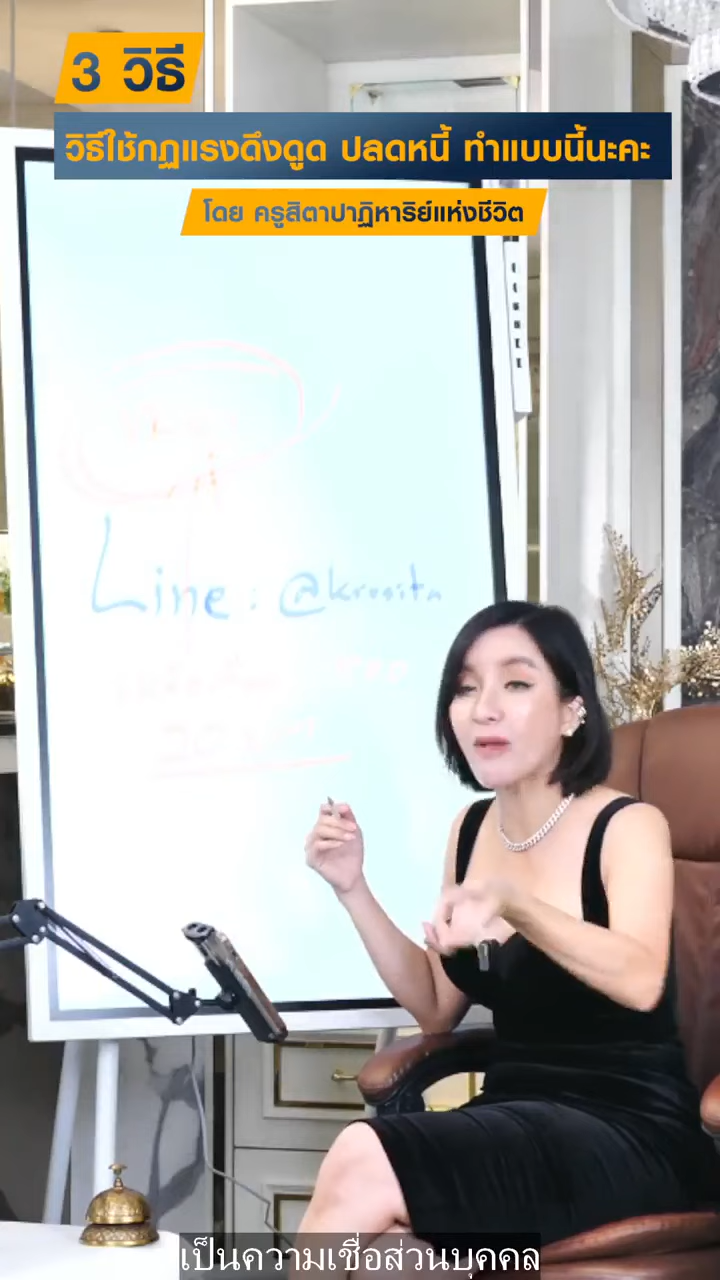 3 วิธี
วิธีใช้กฏแรงดึงดูด ปลดหนี้ ทำแบบนี้นะคะ
โดย ครูสิตาปาฏิหาริย์แห่งชีวิต
Line : @krusita
เป็นความเชื่อส่วนบุคคล